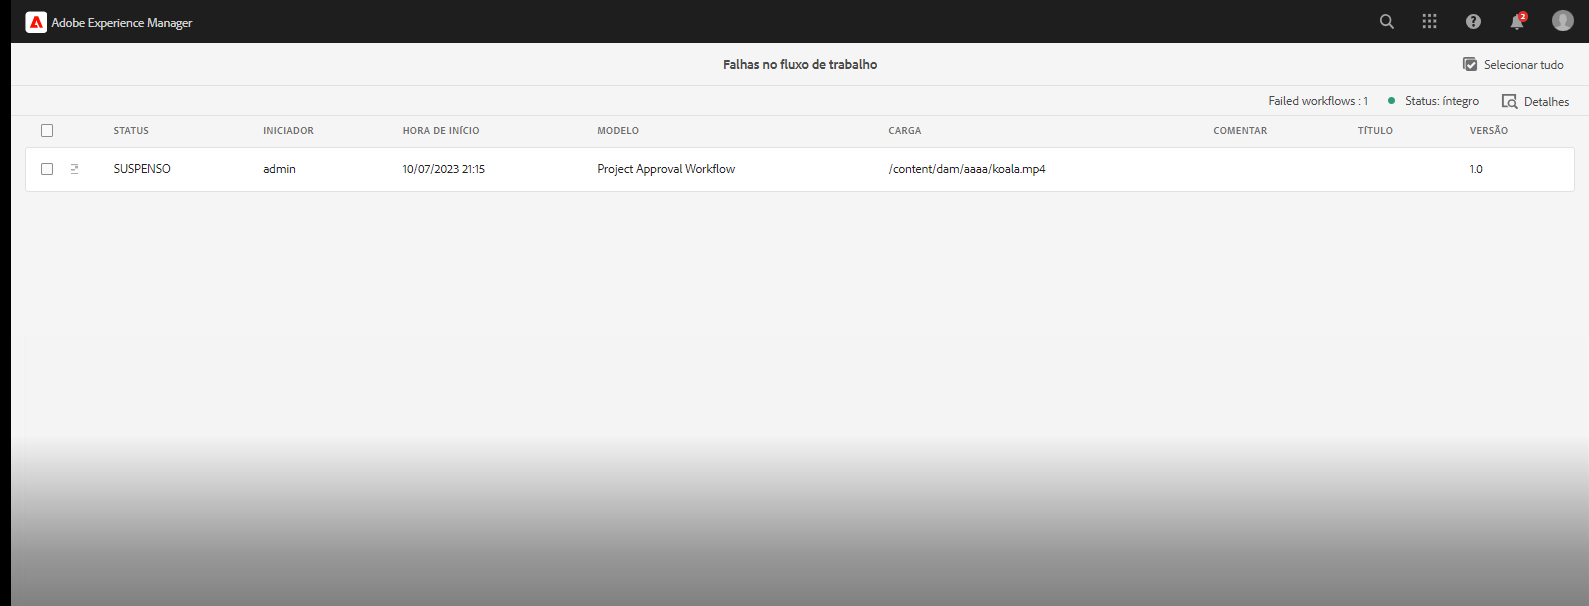 Adobe Experience Manager
2
Falhas no fluxo de trabalho
Selecionar tudo
Failed workflows : 1 Status: íntegro Detalhes
STATUS INICIADOR HORA DE INÍCIO MODELO CARGA COMENTAR TÍTULO VERSÃO
SUSPENSO admin 10/07/2023 21:15 Project Approval Workflow /content/dam/aaaa/koala.mp4 1.0